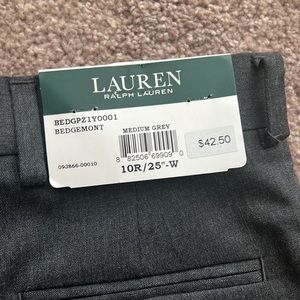 LAUREN
RALPH LAUREN
BEDGPZ1Y0001
BEDGEMONT
MEDIUM GREY
8 82506 69909 0
$42.50
092866-00010
10R/25"-W